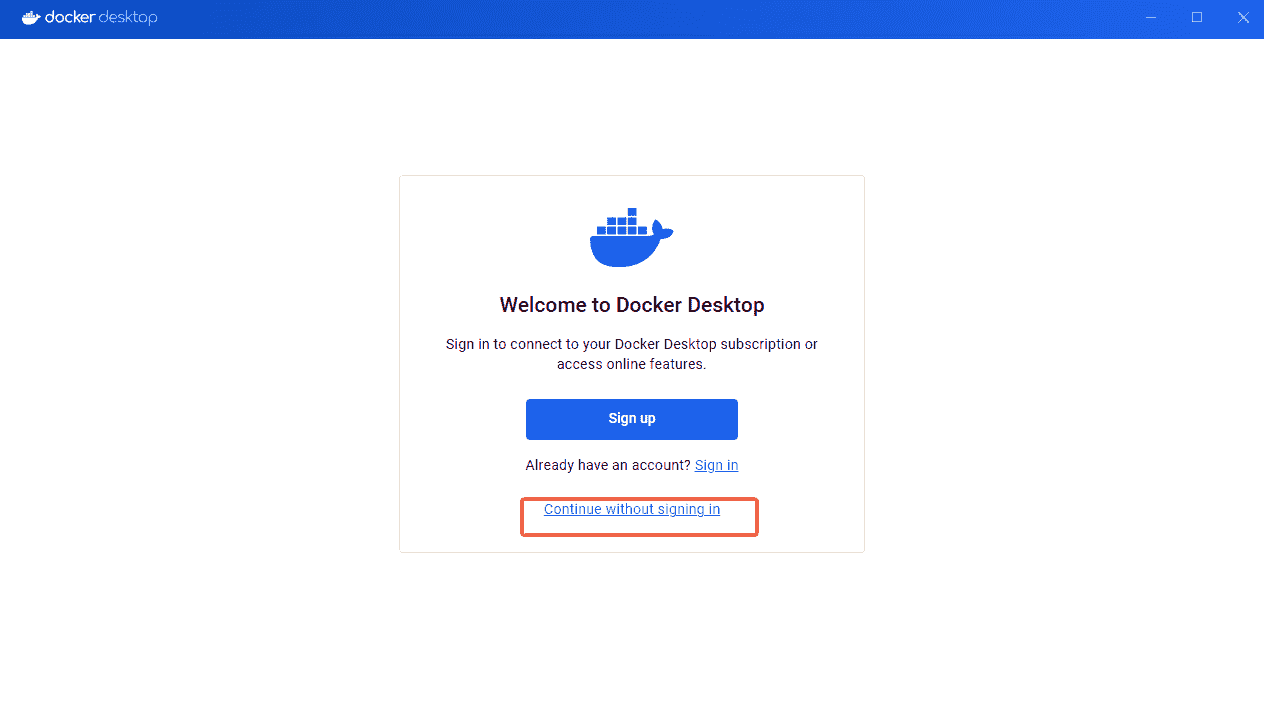 docker desktop
Welcome to Docker Desktop
Sign in to connect to your Docker Desktop subscription or
access online features.
Sign up
Already have an account? Sign in
Continue without signing in